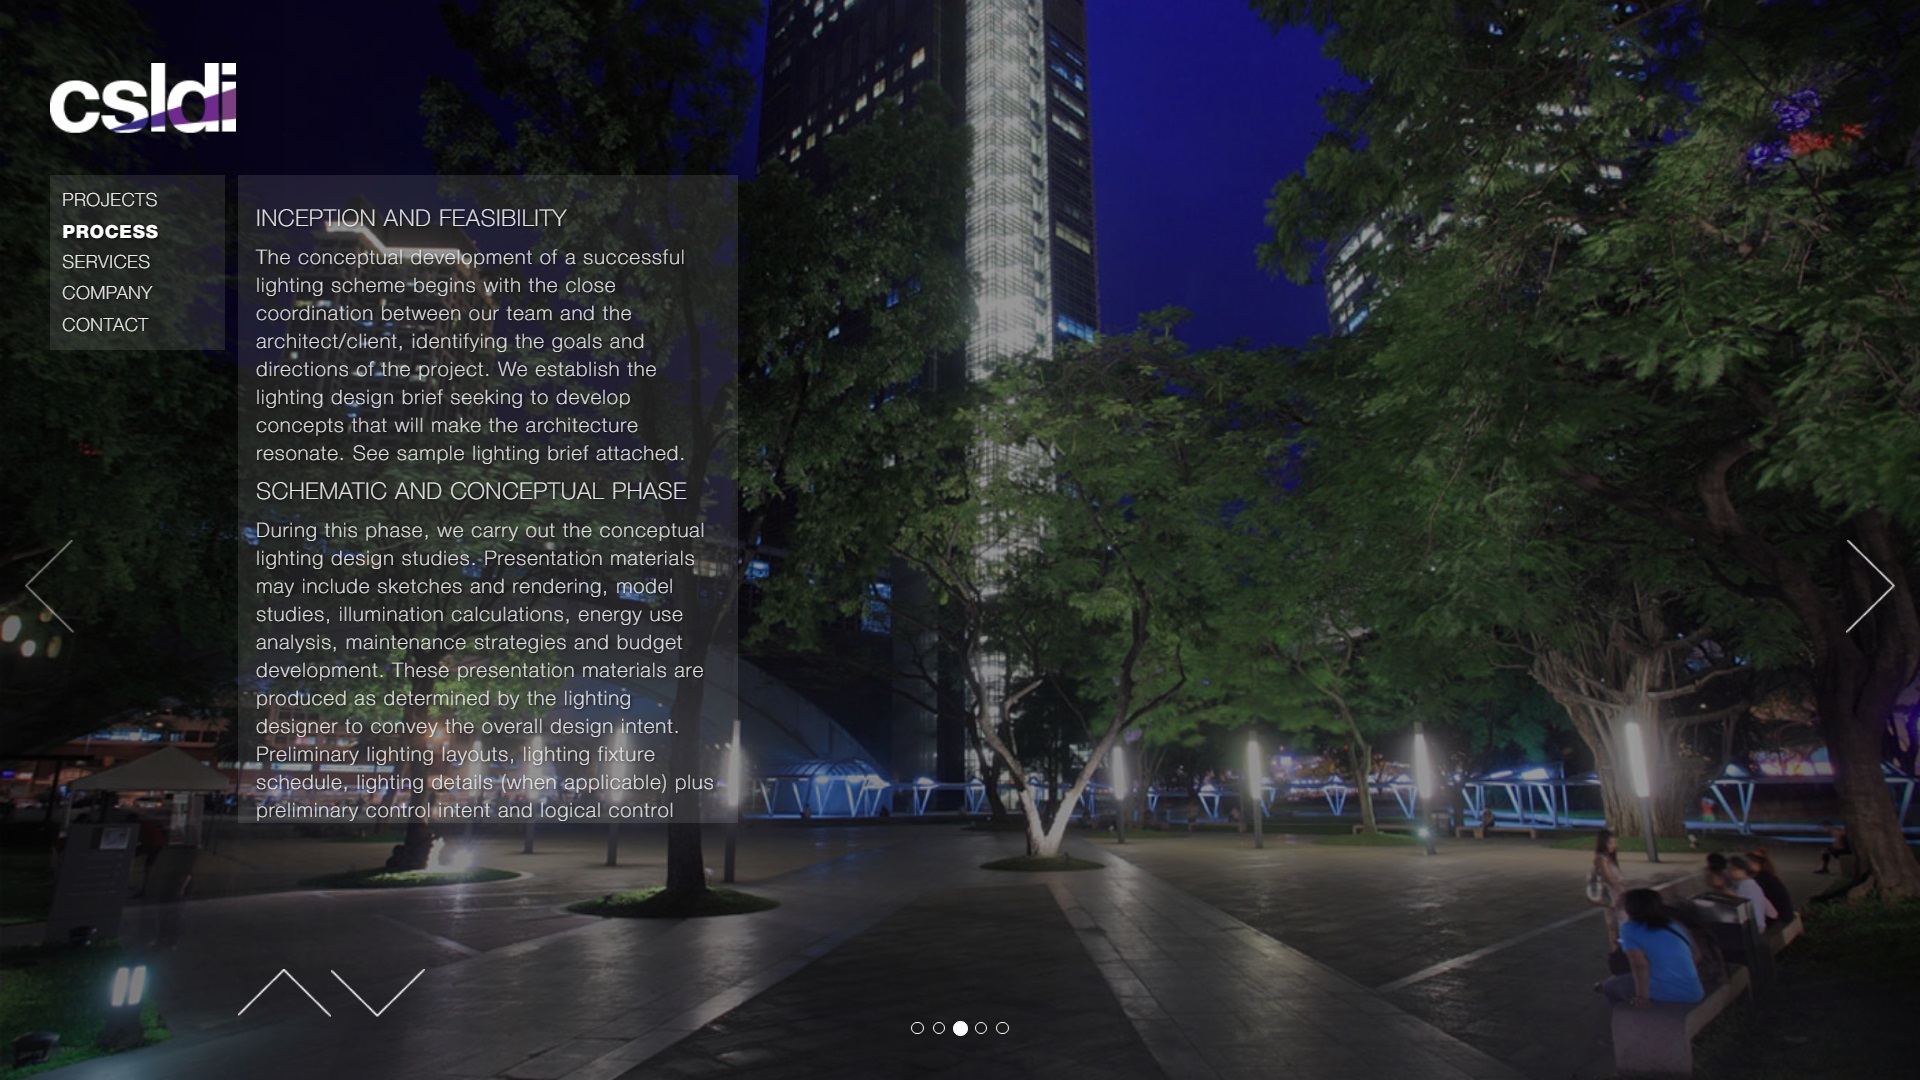 csldi
PROJECTS
PROCESS
SERVICES
COMPANY
CONTACT
INCEPTION AND FEASIBILITY
The conceptual development of a successful
lighting scheme begins with the close
coordination between our team and the
architect/client, identifying the goals and
directions of the project. We establish the
lighting design brief seeking to develop
concepts that will make the architecture
resonate. See sample lighting brief attached.
SCHEMATIC AND CONCEPTUAL PHASE
During this phase, we carry out the conceptual
lighting design studies. Presentation materials
may include sketches and rendering, model
studies, illumination calculations, energy use
analysis, maintenance strategies and budget
development. These presentation materials are
produced as determined by the lighting
designer to convey the overall design intent.
Preliminary lighting layouts, lighting fixture
schedule, lighting details (when applicable) plus
preliminary control intent and logical control